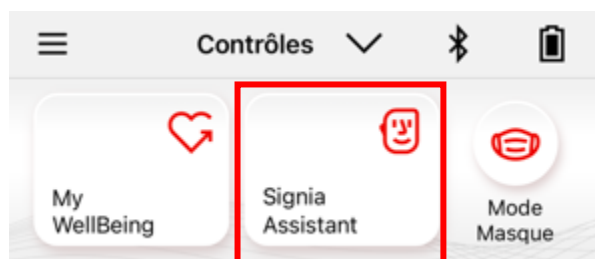 Contrôles
My
WellBeing
Signia
Assistant
Mode
Masque